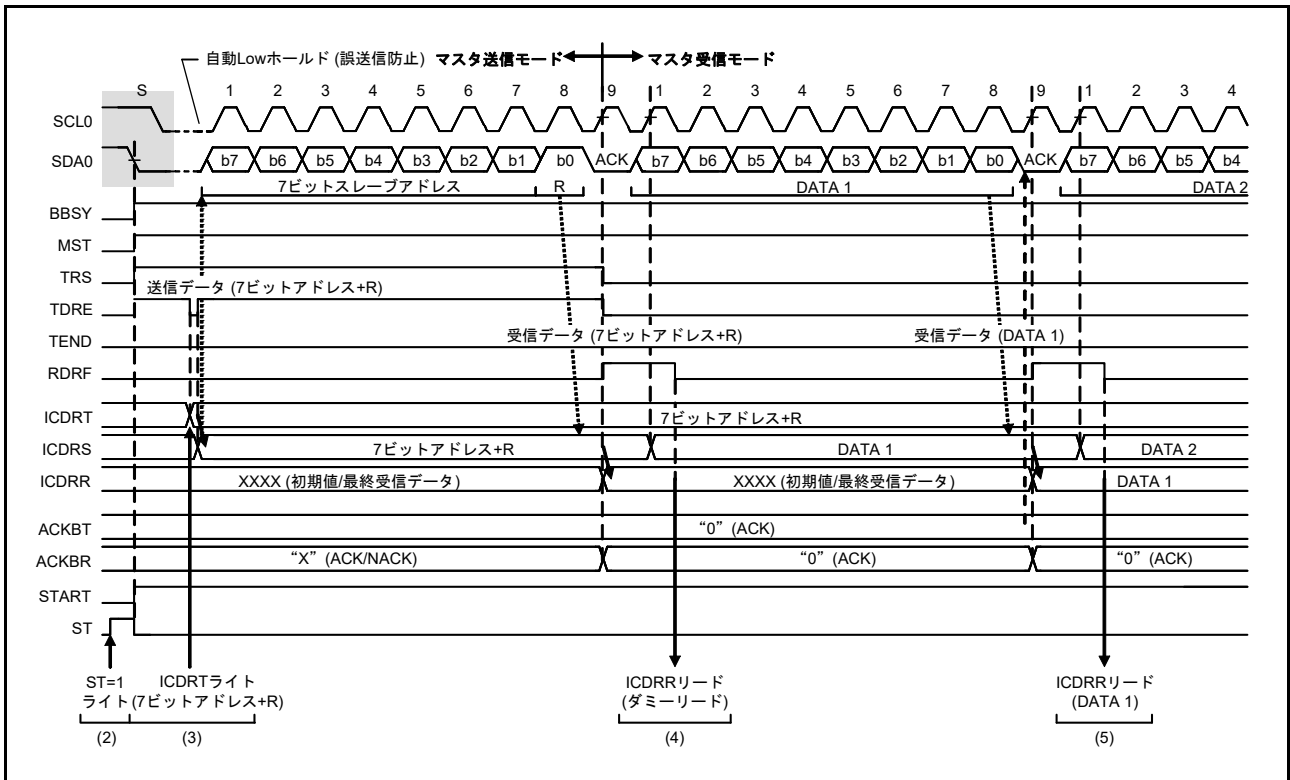 自動Lowホールド (誤送信防止) マスタ送信モード マスタ受信モード
S 1 2 3 4 5 6 7 8 9 1 2 3 4 5 6 7 8 9 1 2 3 4
SCL0
SDA0 b7 b6 b5 b4 b3 b2 b1 b0 ACK b7 b6 b5 b4 b3 b2 b1 b0 ACK b7 b6 b5 b4
7ビットスレーブアドレス R DATA 1 DATA 2
BBSY
MST
TRS
送信データ (7ビットアドレス+R)
TDRE
受信データ (7ビットアドレス+R) 受信データ (DATA 1)
TEND
RDRF
ICDRT 7ビットアドレス+R
ICDRS 7ビットアドレス+R DATA 1 DATA 2
ICDRR XXXX (初期値/最終受信データ) XXXX (初期値/最終受信データ) DATA 1
ACKBT “0” (ACK)
ACKBR “X” (ACK/NACK) “0” (ACK) “0” (ACK)
START
ST
ST=1 ICDRTライト ICDRRリード ICDRRリード
ライト (7ビットアドレス+R) (ダミーリード) (DATA 1)
(2) (3) (4) (5)